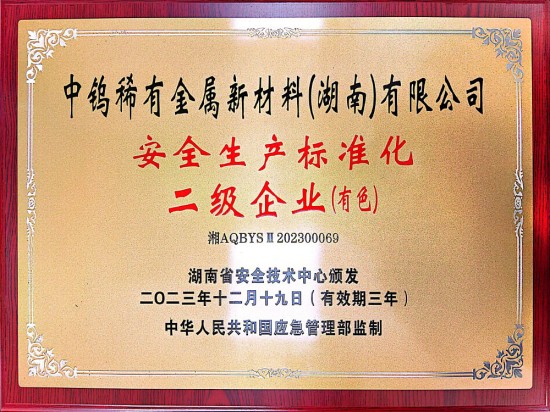 中钨稀有金属新材料(湖南)有限公司
安全生产标准化
二级企业(有色)
湘AQBYSⅡ202300069
湖南省安全技术中心颁发
二〇二三年十二月十九日(有效期三年)
中华人民共和国应急管理部监制